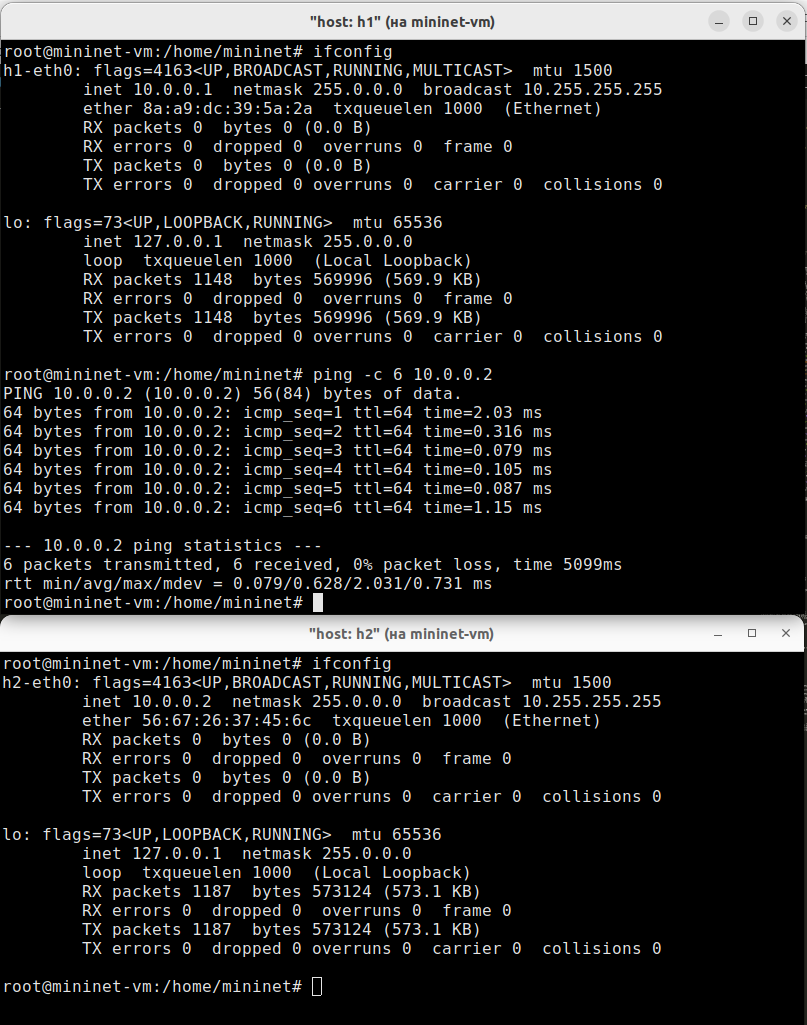 "host: h1" (на mininet-vm)
root@mininet-vm:/home/mininet# ifconfig
h1-eth0: flags=4163<UP,BROADCAST,RUNNING,MULTICAST>  mtu 1500
        inet 10.0.0.1  netmask 255.0.0.0  broadcast 10.255.255.255
        ether 8a:a9:dc:39:5a:2a  txqueuelen 1000  (Ethernet)
        RX packets 0  bytes 0 (0.0 B)
        RX errors 0  dropped 0  overruns 0  frame 0
        TX packets 0  bytes 0 (0.0 B)
        TX errors 0  dropped 0 overruns 0  carrier 0  collisions 0

lo: flags=73<UP,LOOPBACK,RUNNING>  mtu 65536
        inet 127.0.0.1  netmask 255.0.0.0
        loop  txqueuelen 1000  (Local Loopback)
        RX packets 1148  bytes 569996 (569.9 KB)
        RX errors 0  dropped 0  overruns 0  frame 0
        TX packets 1148  bytes 569996 (569.9 KB)
        TX errors 0  dropped 0 overruns 0  carrier 0  collisions 0

root@mininet-vm:/home/mininet# ping -c 6 10.0.0.2
PING 10.0.0.2 (10.0.0.2) 56(84) bytes of data.
64 bytes from 10.0.0.2: icmp_seq=1 ttl=64 time=2.03 ms
64 bytes from 10.0.0.2: icmp_seq=2 ttl=64 time=0.316 ms
64 bytes from 10.0.0.2: icmp_seq=3 ttl=64 time=0.079 ms
64 bytes from 10.0.0.2: icmp_seq=4 ttl=64 time=0.105 ms
64 bytes from 10.0.0.2: icmp_seq=5 ttl=64 time=0.087 ms
64 bytes from 10.0.0.2: icmp_seq=6 ttl=64 time=1.15 ms

--- 10.0.0.2 ping statistics ---
6 packets transmitted, 6 received, 0% packet loss, time 5099ms
rtt min/avg/max/mdev = 0.079/0.628/2.031/0.731 ms
root@mininet-vm:/home/mininet#
"host: h2" (на mininet-vm)
root@mininet-vm:/home/mininet# ifconfig
h2-eth0: flags=4163<UP,BROADCAST,RUNNING,MULTICAST>  mtu 1500
        inet 10.0.0.2  netmask 255.0.0.0  broadcast 10.255.255.255
        ether 56:67:26:37:45:6c  txqueuelen 1000  (Ethernet)
        RX packets 0  bytes 0 (0.0 B)
        RX errors 0  dropped 0  overruns 0  frame 0
        TX packets 0  bytes 0 (0.0 B)
        TX errors 0  dropped 0 overruns 0  carrier 0  collisions 0

lo: flags=73<UP,LOOPBACK,RUNNING>  mtu 65536
        inet 127.0.0.1  netmask 255.0.0.0
        loop  txqueuelen 1000  (Local Loopback)
        RX packets 1187  bytes 573124 (573.1 KB)
        RX errors 0  dropped 0  overruns 0  frame 0
        TX packets 1187  bytes 573124 (573.1 KB)
        TX errors 0  dropped 0 overruns 0  carrier 0  collisions 0

root@mininet-vm:/home/mininet#